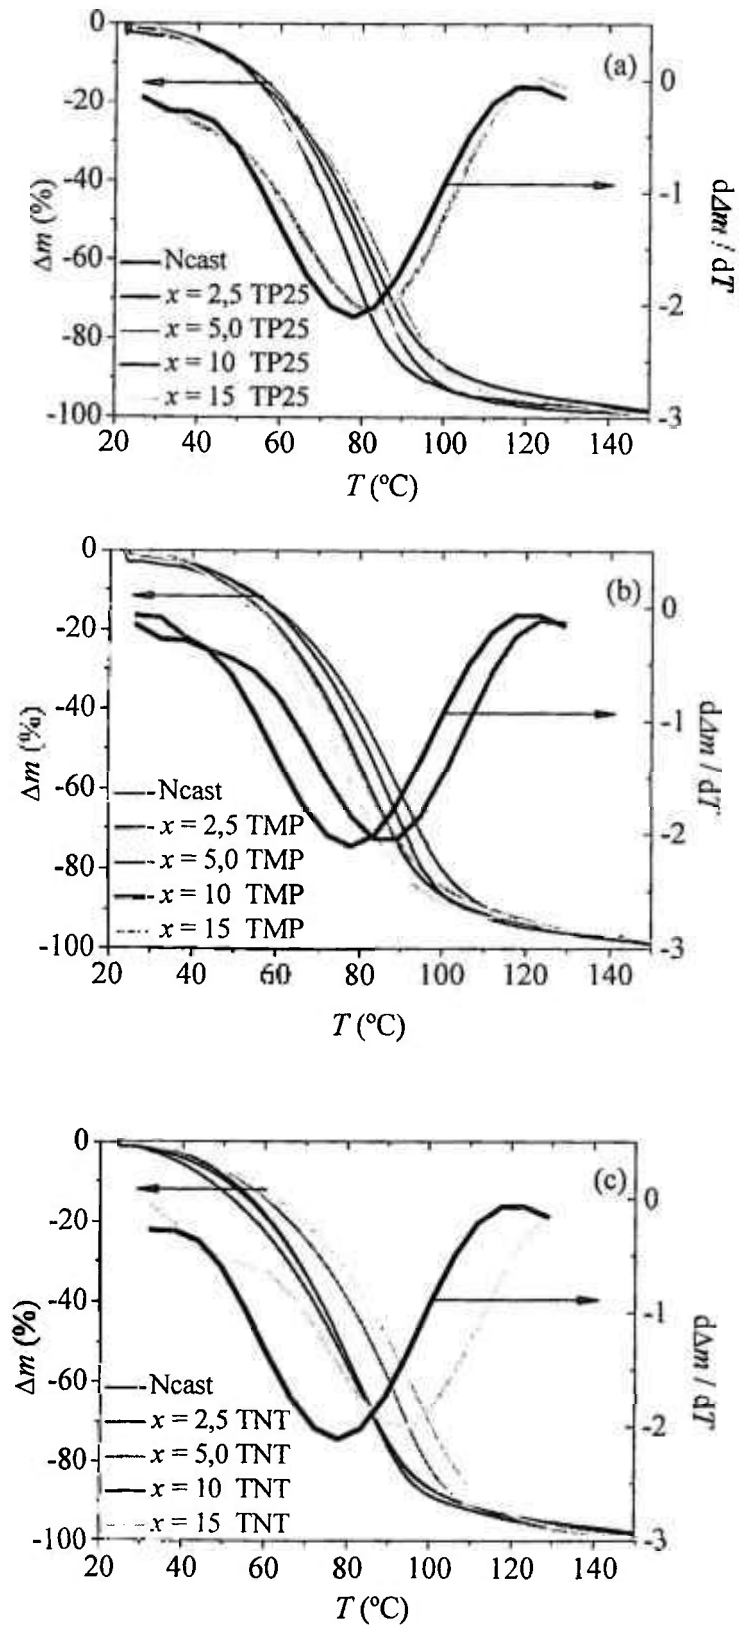 (a)
Δm (%)
0
-20
-40
-60
-80
-100
0
-1
-2
-3
dΔm / dT
Ncast
x = 2,5 TP25
x = 5,0 TP25
x = 10 TP25
x = 15 TP25
20 40 60 80 100 120 140
T (ºC)
(b)
Δm (%)
0
-20
-40
-60
-80
-100
0
-1
-2
-3
dΔm / dT
Ncast
x = 2,5 TMP
x = 5,0 TMP
x = 10 TMP
x = 15 TMP
20 40 60 80 100 120 140
T (ºC)
(c)
Δm (%)
0
-20
-40
-60
-80
-100
0
-1
-2
-3
dΔm / dT
Ncast
x = 2,5 TNT
x = 5,0 TNT
x = 10 TNT
x = 15 TNT
20 40 60 80 100 120 140
T (ºC)